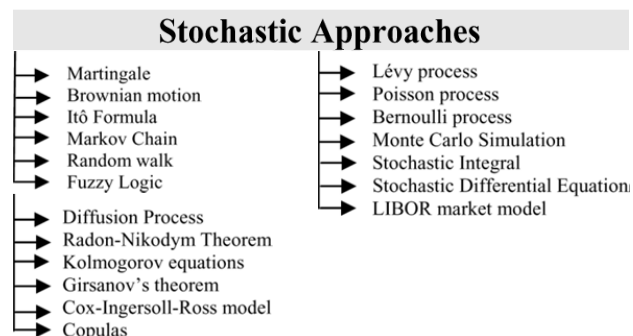 Stochastic Approaches
Martingale
Brownian motion
Itô Formula
Markov Chain
Random walk
Fuzzy Logic
Diffusion Process
Radon-Nikodym Theorem
Kolmogorov equations
Girsanov's theorem
Cox-Ingersoll-Ross model
Copulas
Lévy process
Poisson process
Bernoulli process
Monte Carlo Simulation
Stochastic Integral
Stochastic Differential Equation
LIBOR market model